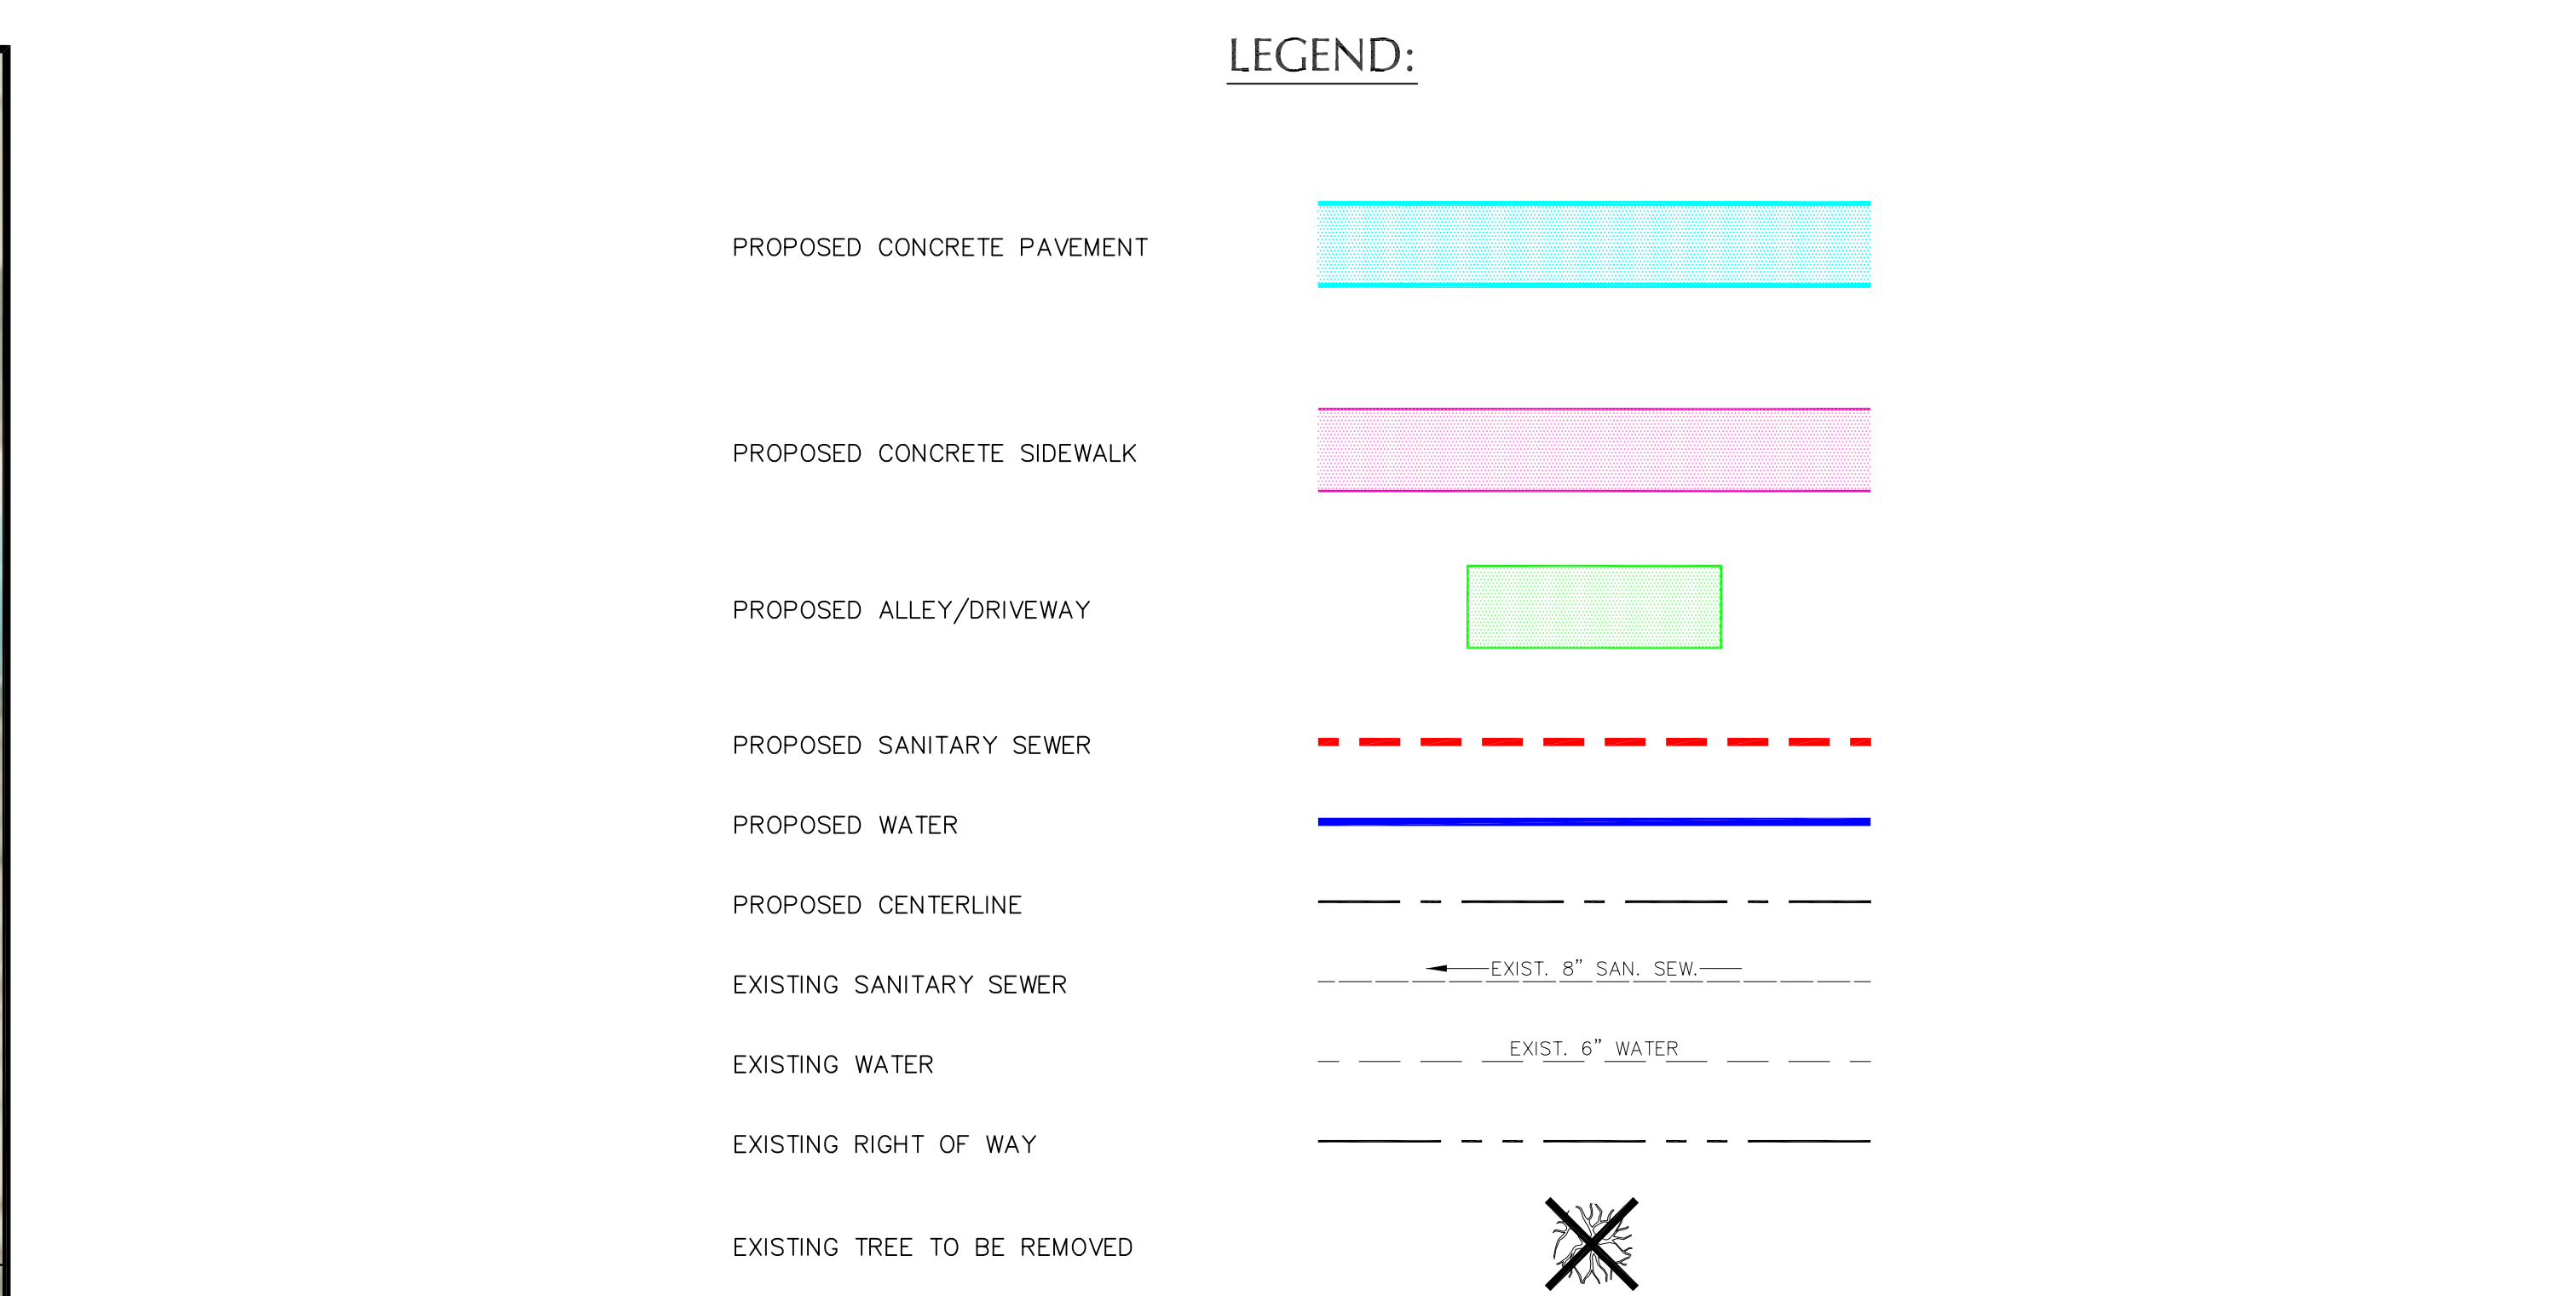 LEGEND:
PROPOSED CONCRETE PAVEMENT
PROPOSED CONCRETE SIDEWALK
PROPOSED ALLEY/DRIVEWAY
PROPOSED SANITARY SEWER
PROPOSED WATER
PROPOSED CENTERLINE
EXISTING SANITARY SEWER
EXIST. 8” SAN. SEW.
EXISTING WATER
EXIST. 6” WATER
EXISTING RIGHT OF WAY
EXISTING TREE TO BE REMOVED